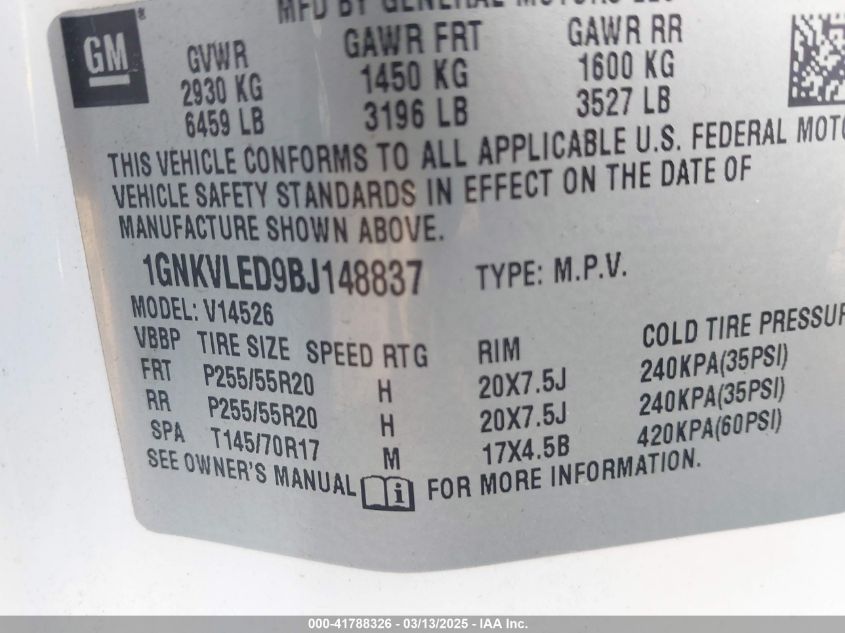 MFD BY GENERAL MOTORS LLC
GM
GVWR GAWR FRT GAWR RR
2930 KG 1450 KG 1600 KG
6459 LB 3196 LB 3527 LB
THIS VEHICLE CONFORMS TO ALL APPLICABLE U.S. FEDERAL MOTO
VEHICLE SAFETY STANDARDS IN EFFECT ON THE DATE OF
MANUFACTURE SHOWN ABOVE.
1GNKVLED9BJ148837 TYPE: M.P.V.
MODEL: V14526
VBBP TIRE SIZE SPEED RTG RIM COLD TIRE PRESSUR
FRT P255/55R20 H 20X7.5J 240KPA(35PSI)
RR P255/55R20 H 20X7.5J 240KPA(35PSI)
SPA T145/70R17 M 17X4.5B 420KPA(60PSI)
SEE OWNER'S MANUAL FOR MORE INFORMATION.
000-41788326 - 03/13/2025 - IAA Inc.